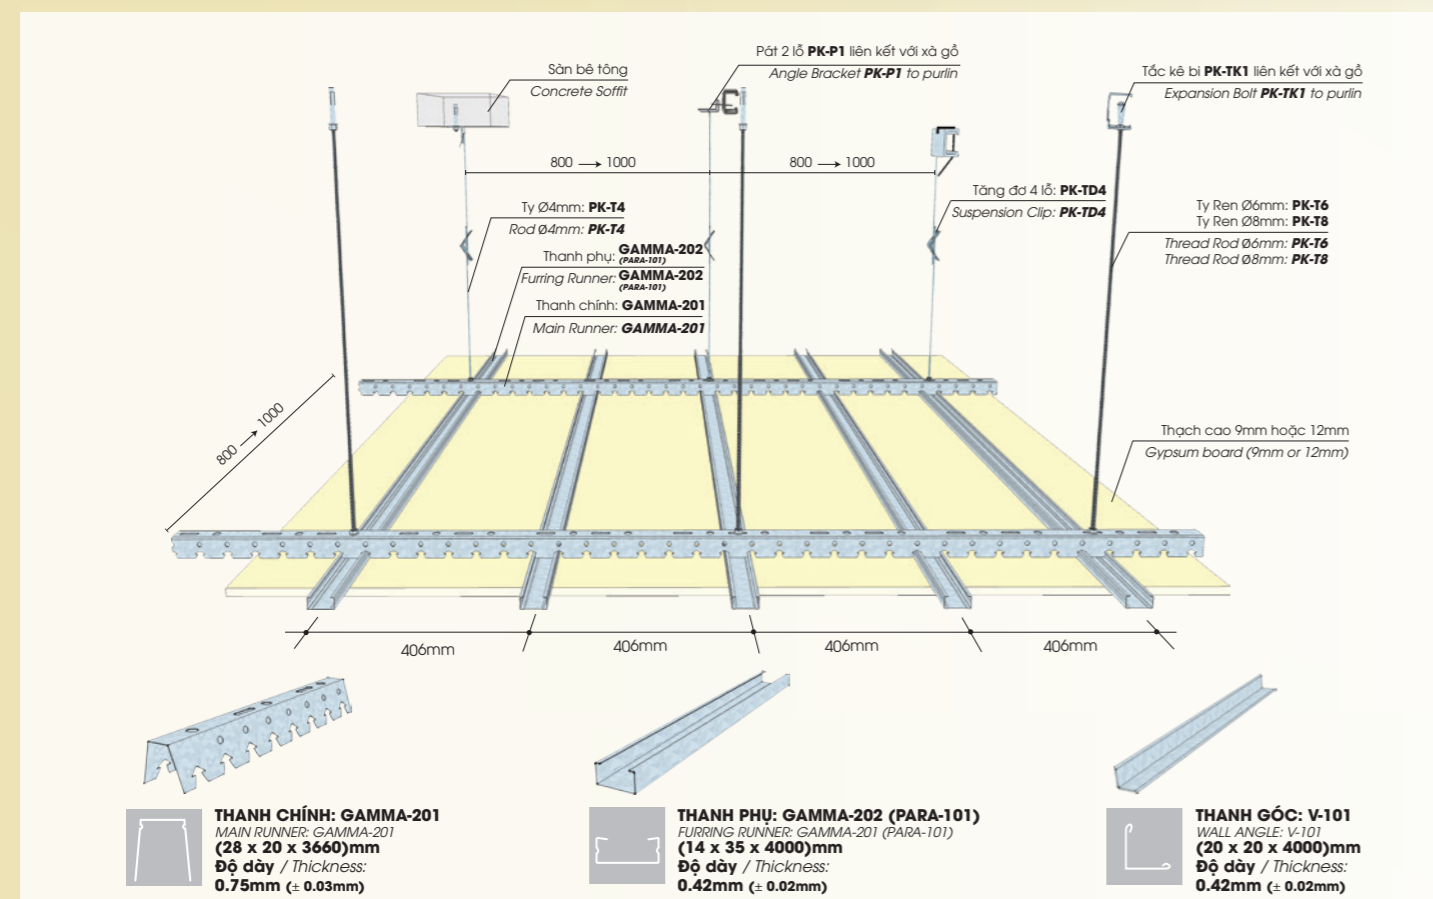 Sàn bê tông
Concrete Soffit
Pát 2 lỗ PK-P1 liên kết với xà gồ
Angle Bracket PK-P1 to purlin
Tắc kê bi PK-TK1 liên kết với xà gồ
Expansion Bolt PK-TK1 to purlin
800 → 1000
800 → 1000
Tăng đơ 4 lỗ: PK-TD4
Suspension Clip: PK-TD4
Ty Ø4mm: PK-T4
Rod Ø4mm: PK-T4
Ty Ren Ø6mm: PK-T6
Ty Ren Ø8mm: PK-T8
Thread Rod Ø6mm: PK-T6
Thread Rod Ø8mm: PK-T8
Thanh phụ: GAMMA-202
(PARA-101)
Furring Runner: GAMMA-202
(PARA-101)
Thanh chính: GAMMA-201
Main Runner: GAMMA-201
800 → 1000
Thạch cao 9mm hoặc 12mm
Gypsum board (9mm or 12mm)
406mm
406mm
406mm
406mm
THANH CHÍNH: GAMMA-201
MAIN RUNNER: GAMMA-201
(28 x 20 x 3660)mm
Độ dày / Thickness:
0.75mm (± 0.03mm)
THANH PHỤ: GAMMA-202 (PARA-101)
FURRING RUNNER: GAMMA-201 (PARA-101)
(14 x 35 x 4000)mm
Độ dày / Thickness:
0.42mm (± 0.02mm)
THANH GÓC: V-101
WALL ANGLE: V-101
(20 x 20 x 4000)mm
Độ dày / Thickness:
0.42mm (± 0.02mm)